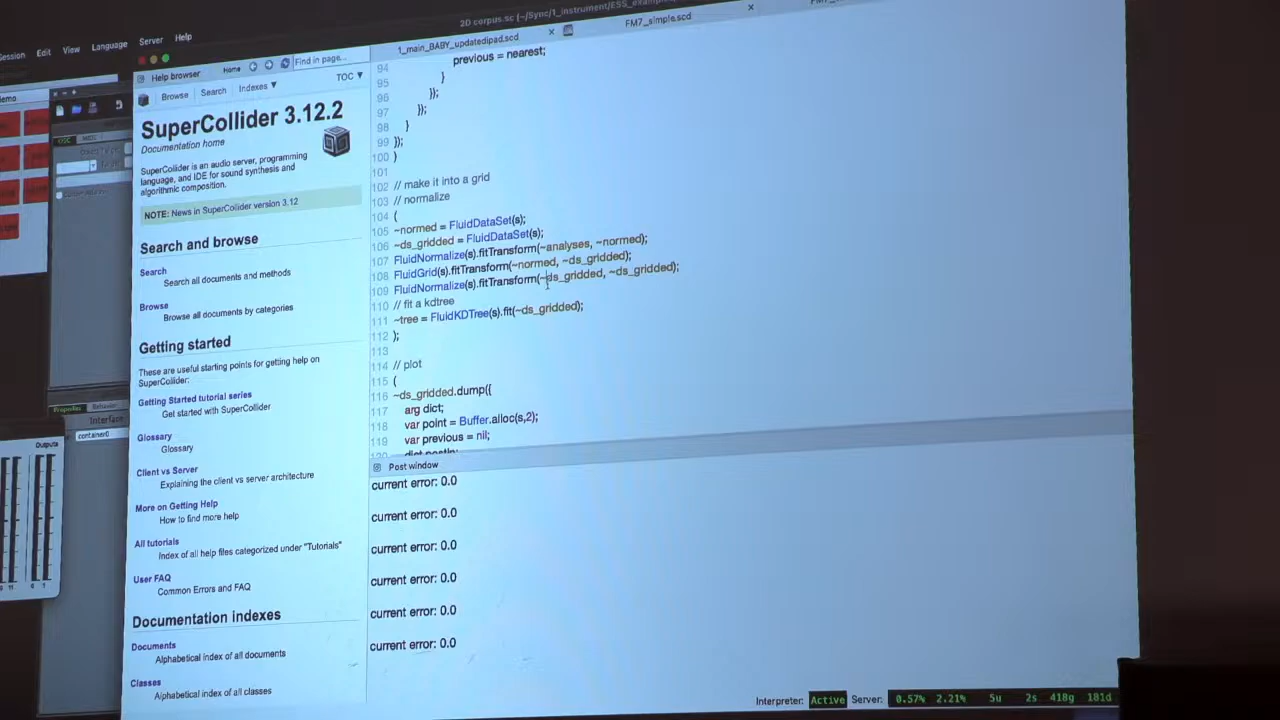 2D corpus.sc (~/Sync/1_instrument/
Session Edit View Language Server Help
1_main_BABY_updatedipad.scd
FM7_simple.scd
Help browser Home Find in page...
Browse Search Indexes ▼ TOC ▼
SuperCollider 3.12.2
Documentation home
SuperCollider is an audio server, programming
language, and IDE for sound synthesis and
algorithmic composition.
NOTE: News in SuperCollider version 3.12
Search and browse
Search
Search all documents and methods
Browse
Browse all documents by categories
Getting started
These are useful starting points for getting help on
SuperCollider:
Getting Started tutorial series
Get started with SuperCollider
Glossary
Glossary
Client vs Server
Explaining the client vs server architecture
More on Getting Help
How to find more help
All tutorials
Index of all help files categorized under "Tutorials"
User FAQ
Common Errors and FAQ
Documentation indexes
Documents
Alphabetical index of all documents
Classes
Alphabetical index of all classes
94 previous = nearest;
95 }
96 });
97 });
98 }
99 });
100 )
101
102 // make it into a grid
103 // normalize
104 (
105 ~normed = FluidDataSet(s);
106 ~ds_gridded = FluidDataSet(s);
107 FluidNormalize(s).fitTransform(~analyses, ~normed);
108 FluidGrid(s).fitTransform(~normed, ~ds_gridded);
109 FluidNormalize(s).fitTransform(~ds_gridded, ~ds_gridded);
110 // fit a kdtree
111 ~tree = FluidKDTree(s).fit(~ds_gridded);
112 );
113
114 // plot
115 (
116 ~ds_gridded.dump({
117 arg dict;
118 var point = Buffer.alloc(s,2);
119 var previous = nil;
Post window
current error: 0.0
current error: 0.0
current error: 0.0
current error: 0.0
current error: 0.0
current error: 0.0
Interpreter: Active Server: 0.57% 2.21% 5u 2s 418g 181d
Properties
Interface
container0
Outputs